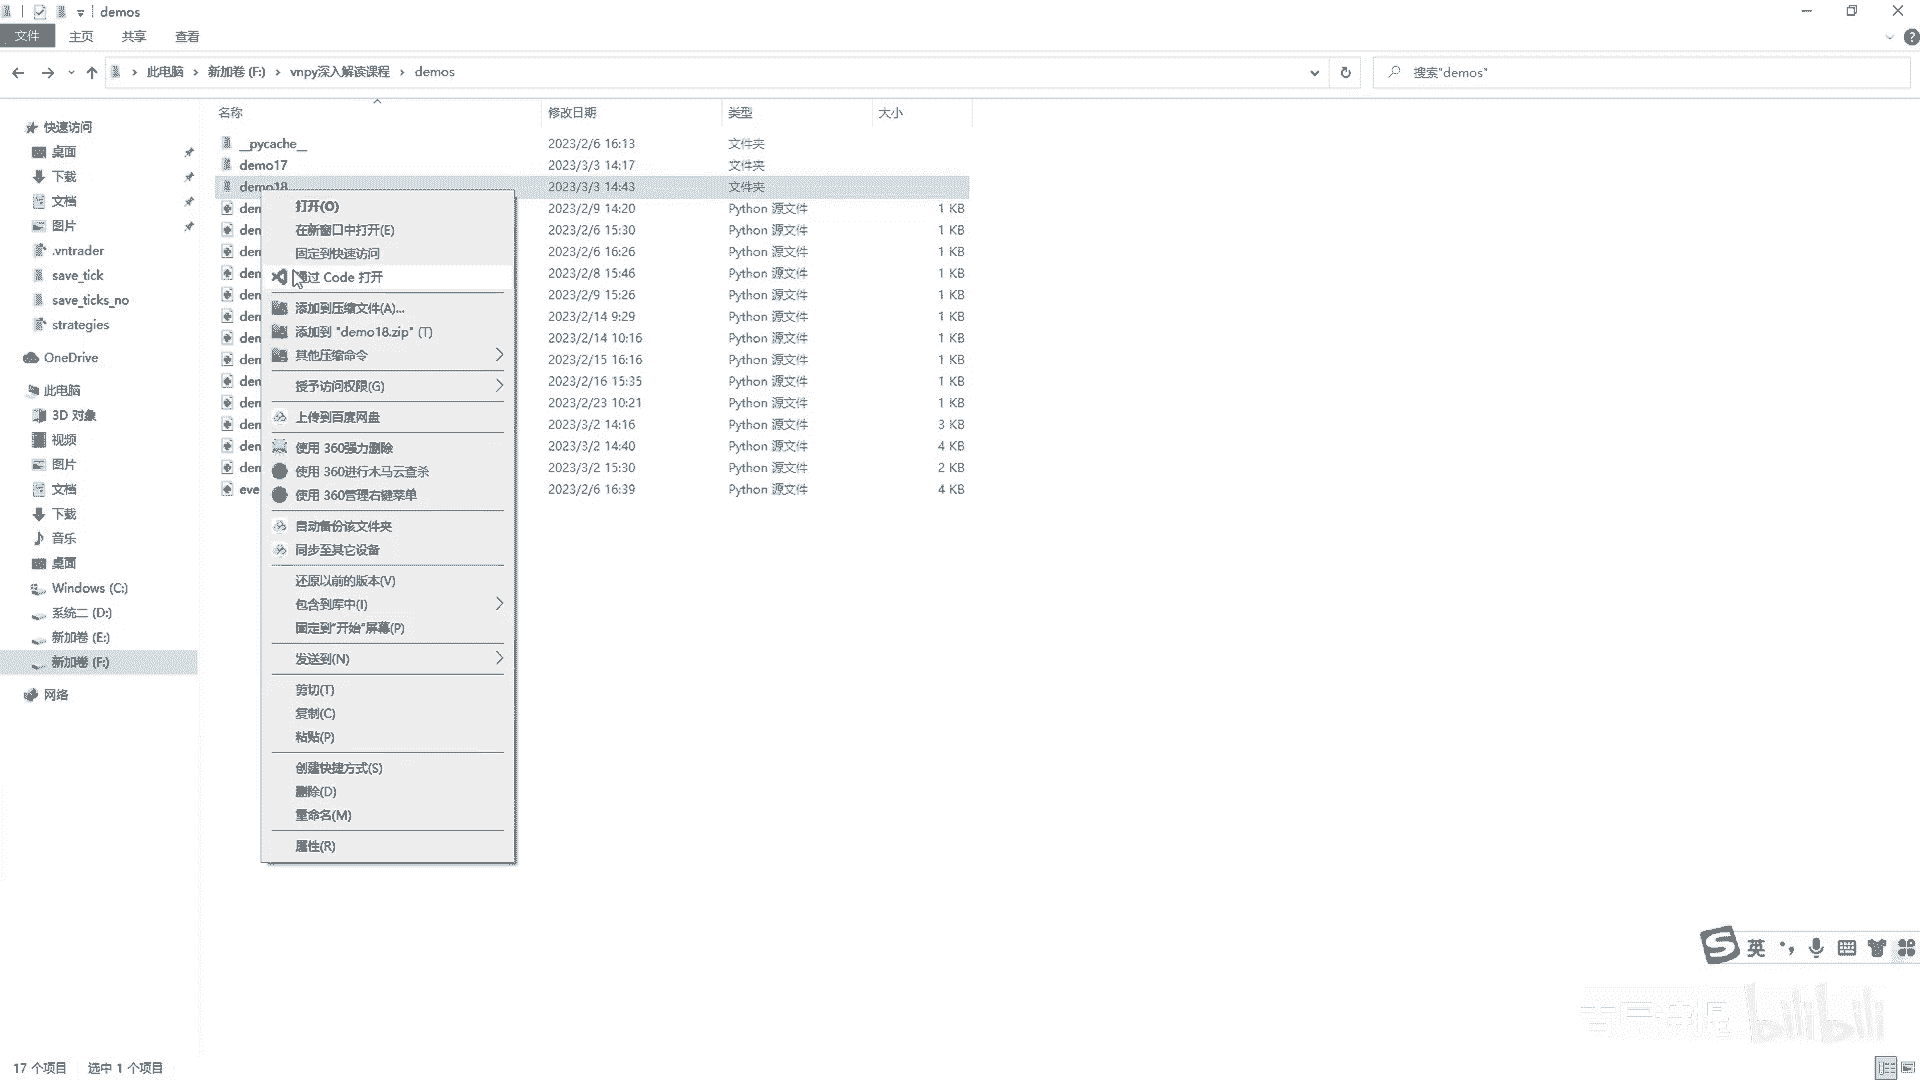 demos
文件 主页 共享 查看
此电脑 新加卷 (F:) vnpy深入解读课程 demos
搜索"demos"
名称 修改日期 类型 大小
快速访问
桌面
下载
文档
图片
.vntrader
save_tick
save_ticks_no
strategies
OneDrive
此电脑
3D 对象
视频
图片
文档
下载
音乐
桌面
Windows (C:)
系统二 (D:)
新加卷 (E:)
新加卷 (F:)
网络
__pycache__ 2023/2/6 16:13 文件夹
demo17 2023/3/3 14:17 文件夹
demo18 2023/3/3 14:43 文件夹
den 2023/2/9 14:20 Python 源文件 1 KB
den 2023/2/6 15:30 Python 源文件 1 KB
den 2023/2/6 16:26 Python 源文件 1 KB
den 2023/2/8 15:46 Python 源文件 1 KB
den 2023/2/9 15:26 Python 源文件 1 KB
den 2023/2/14 9:29 Python 源文件 1 KB
den 2023/2/14 10:16 Python 源文件 1 KB
den 2023/2/15 16:16 Python 源文件 1 KB
den 2023/2/16 15:35 Python 源文件 1 KB
den 2023/2/23 10:21 Python 源文件 1 KB
den 2023/3/2 14:16 Python 源文件 3 KB
den 2023/3/2 14:40 Python 源文件 4 KB
den 2023/3/2 15:30 Python 源文件 2 KB
eve 2023/2/6 16:39 Python 源文件 4 KB
打开(O)
在新窗口中打开(E)
固定到快速访问
过 Code 打开
添加到压缩文件(A)...
添加到 "demo18.zip" (T)
其他压缩命令
授予访问权限(G)
上传到百度网盘
使用 360强力删除
使用 360进行木马云查杀
使用 360管理右键菜单
自动备份该文件夹
同步至其它设备
还原以前的版本(V)
包含到库中(I)
固定到"开始"屏幕(P)
发送到(N)
剪切(T)
复制(C)
粘贴(P)
创建快捷方式(S)
删除(D)
重命名(M)
属性(R)
英
bilibili
17 个项目 选中 1 个项目